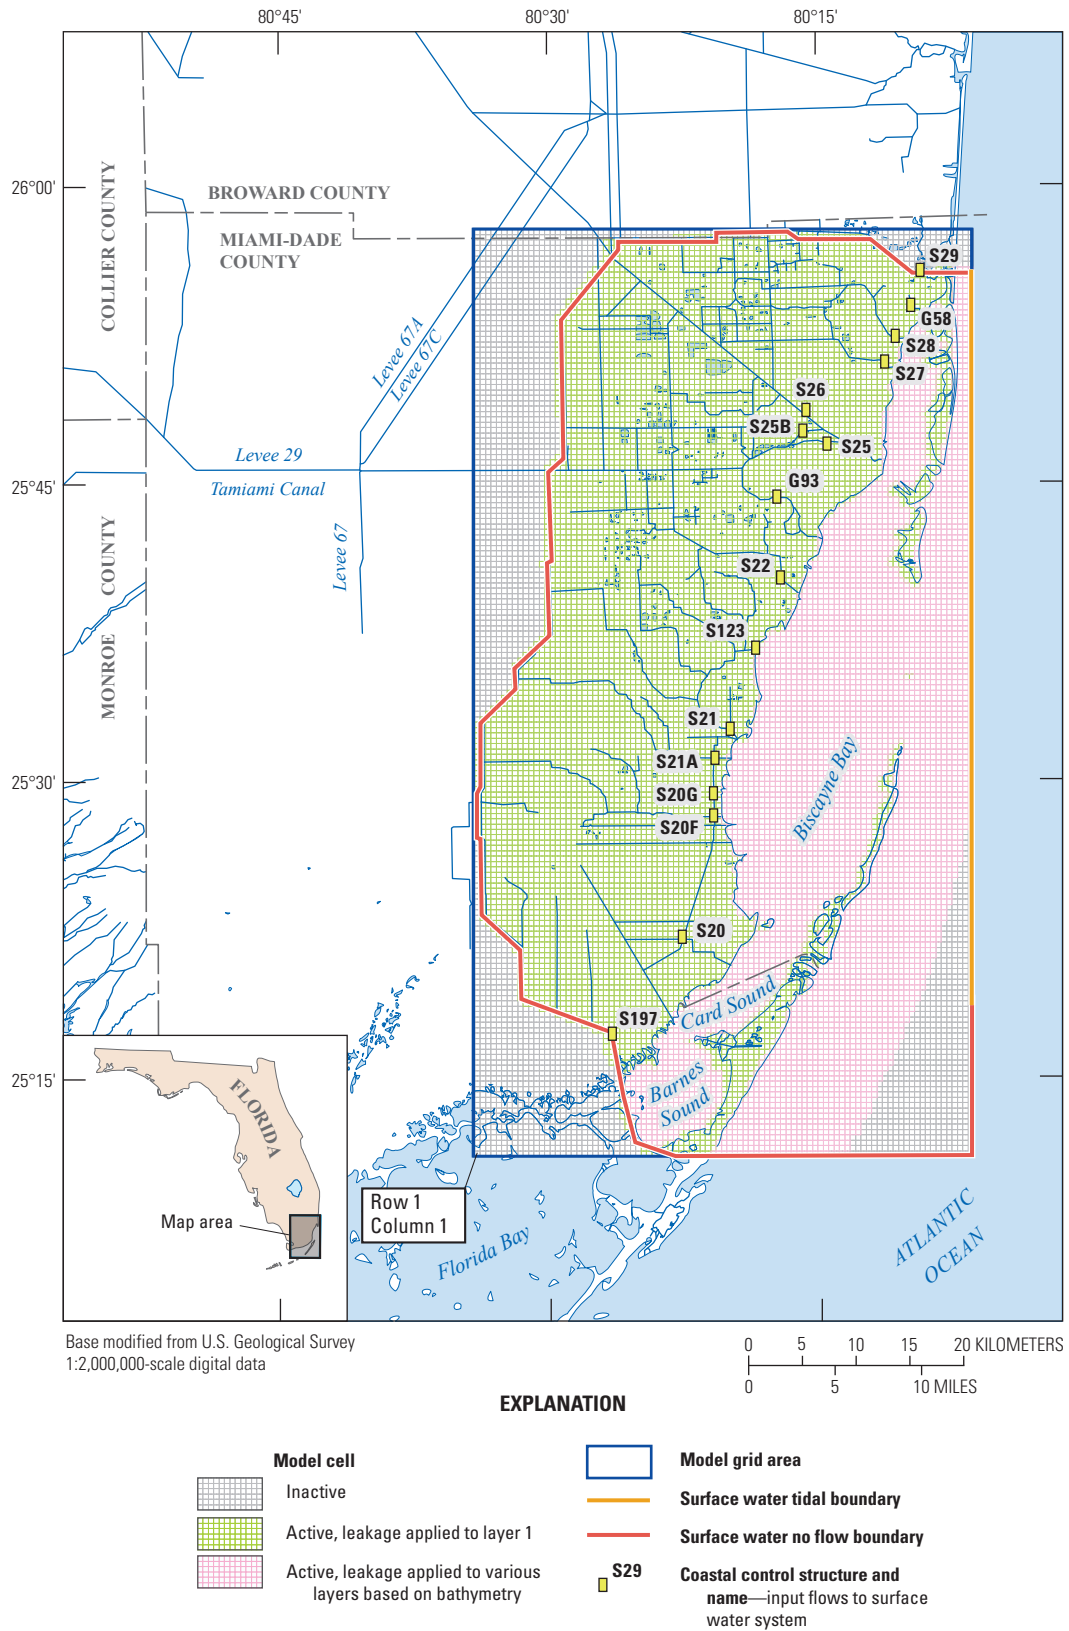 80°45'
80°30'
80°15'
26°00'
25°45'
25°30'
25°15'
COLLIER COUNTY
BROWARD COUNTY
MIAMI-DADE
COUNTY
MONROE COUNTY
Levee 67A
Levee 67C
Levee 29
Tamiami Canal
Levee 67
S29
G58
S28
S27
S26
S25B
S25
G93
S22
S123
S21
S21A
S20G
S20F
S20
S197
Biscayne Bay
Card Sound
Barnes
Sound
Florida Bay
ATLANTIC
OCEAN
Row 1
Column 1
FLORIDA
Map area
Base modified from U.S. Geological Survey
1:2,000,000-scale digital data
0 5 10 15 20 KILOMETERS
0 5 10 MILES
EXPLANATION
Model cell
Inactive
Active, leakage applied to layer 1
Active, leakage applied to various
layers based on bathymetry
Model grid area
Surface water tidal boundary
Surface water no flow boundary
S29
Coastal control structure and
name—input flows to surface
water system